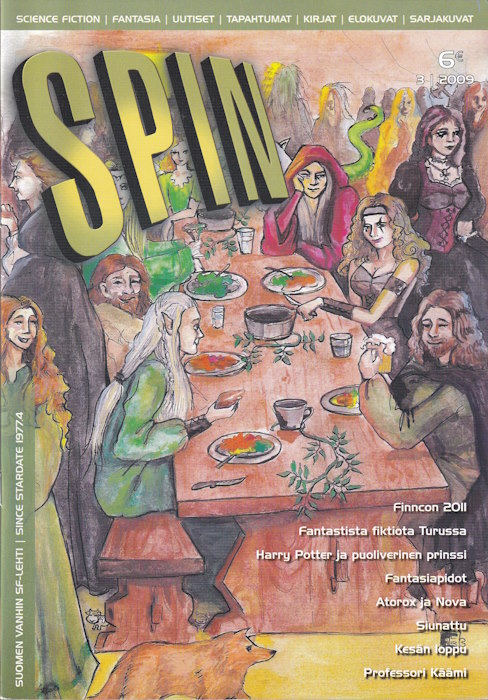 SCIENCE FICTION | FANTASIA | UUTISET | TAPAHTUMAT | KIRJAT | ELOKUVAT | SARJAKUVAT
6€
3 | 2009
SPIN
Finncon 2011
Fantastista fiktiota Turussa
Harry Potter ja puoliverinen prinssi
Fantasiapidot
Atorox ja Nova
Siunattu
Kesän loppu
Professori Käämi
SUOMEN VANHIN SF-LEHTI | SINCE STARDATE 1977.4